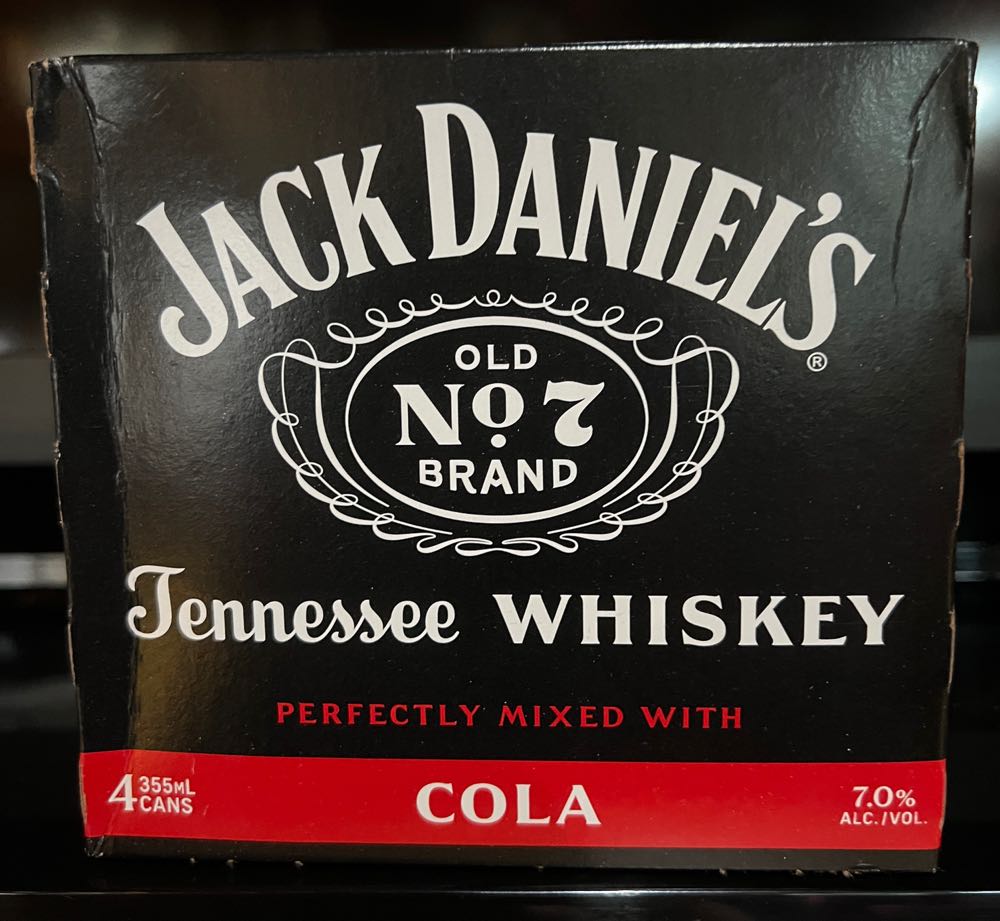 JACK DANIEL'S®
OLD
Nº 7
BRAND
Tennessee WHISKEY
PERFECTLY MIXED WITH
4 355mL
CANS
COLA
7.0%
ALC./VOL.